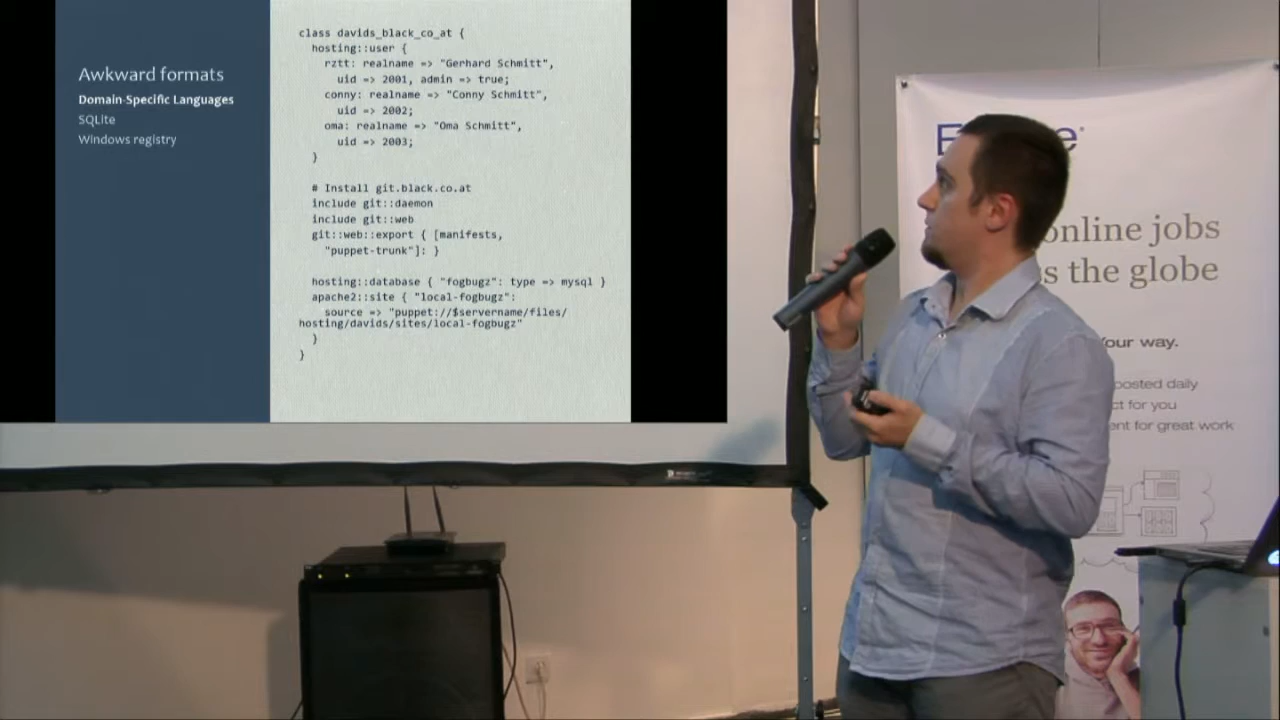 Awkward formats
Domain-Specific Languages
SQLite
Windows registry
class davids_black_co_at {
hosting::user {
rztt: realname => "Gerhard Schmitt",
uid => 2001, admin => true;
conny: realname => "Conny Schmitt",
uid => 2002;
oma: realname => "Oma Schmitt",
uid => 2003;
}
# Install git.black.co.at
include git::daemon
include git::web
git::web::export { [manifests,
"puppet-trunk"]: }
hosting::database { "fogbugz": type => mysql }
apache2::site { "local-fogbugz":
source => "puppet://$servername/files/
hosting/davids/sites/local-fogbugz"
}
}
online jobs
the globe
our way.
posted daily
for you
for great work